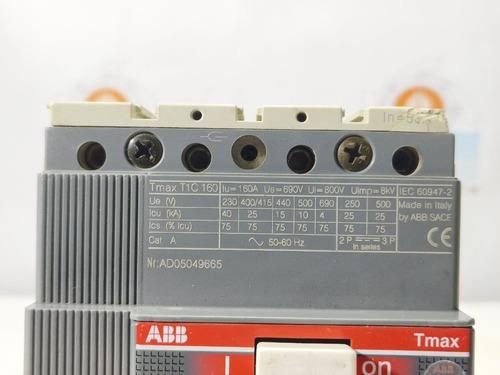 Tmax T1C 160 Iu= 160A Ue= 690V Ui= 800V Uimp= 8kV IEC 60947-2
Ue (V) 230 400/415 440 500 690 250 500 Made in Italy
Icu (kA) 40 25 15 10 4 25 25 by ABB SACE
Ics (% Icu) 75 75 75 75 75 75 75
Cat. A 50-60 Hz 2 P 3 P
in series
CE
Nr:AD05049665
ABB Tmax
I on
ABB